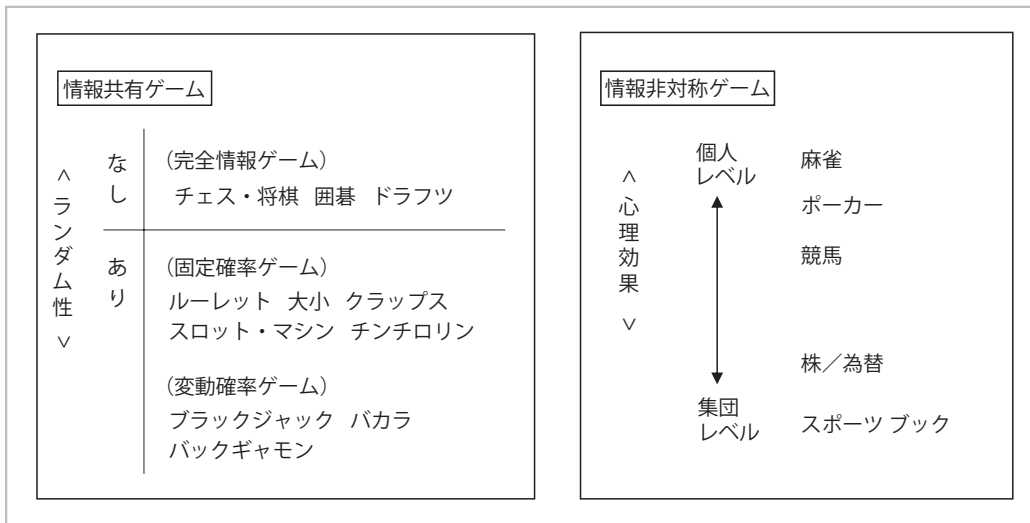 情報共有ゲーム
<ランダム性>
なし
(完全情報ゲーム)
チェス・将棋 囲碁 ドラフツ
あり
(固定確率ゲーム)
ルーレット 大小 クラップス
スロット・マシン チンチロリン
(変動確率ゲーム)
ブラックジャック バカラ
バックギャモン
情報非対称ゲーム
<心理効果>
個人
レベル
麻雀
ポーカー
競馬
株/為替
集団
レベル
スポーツ ブック